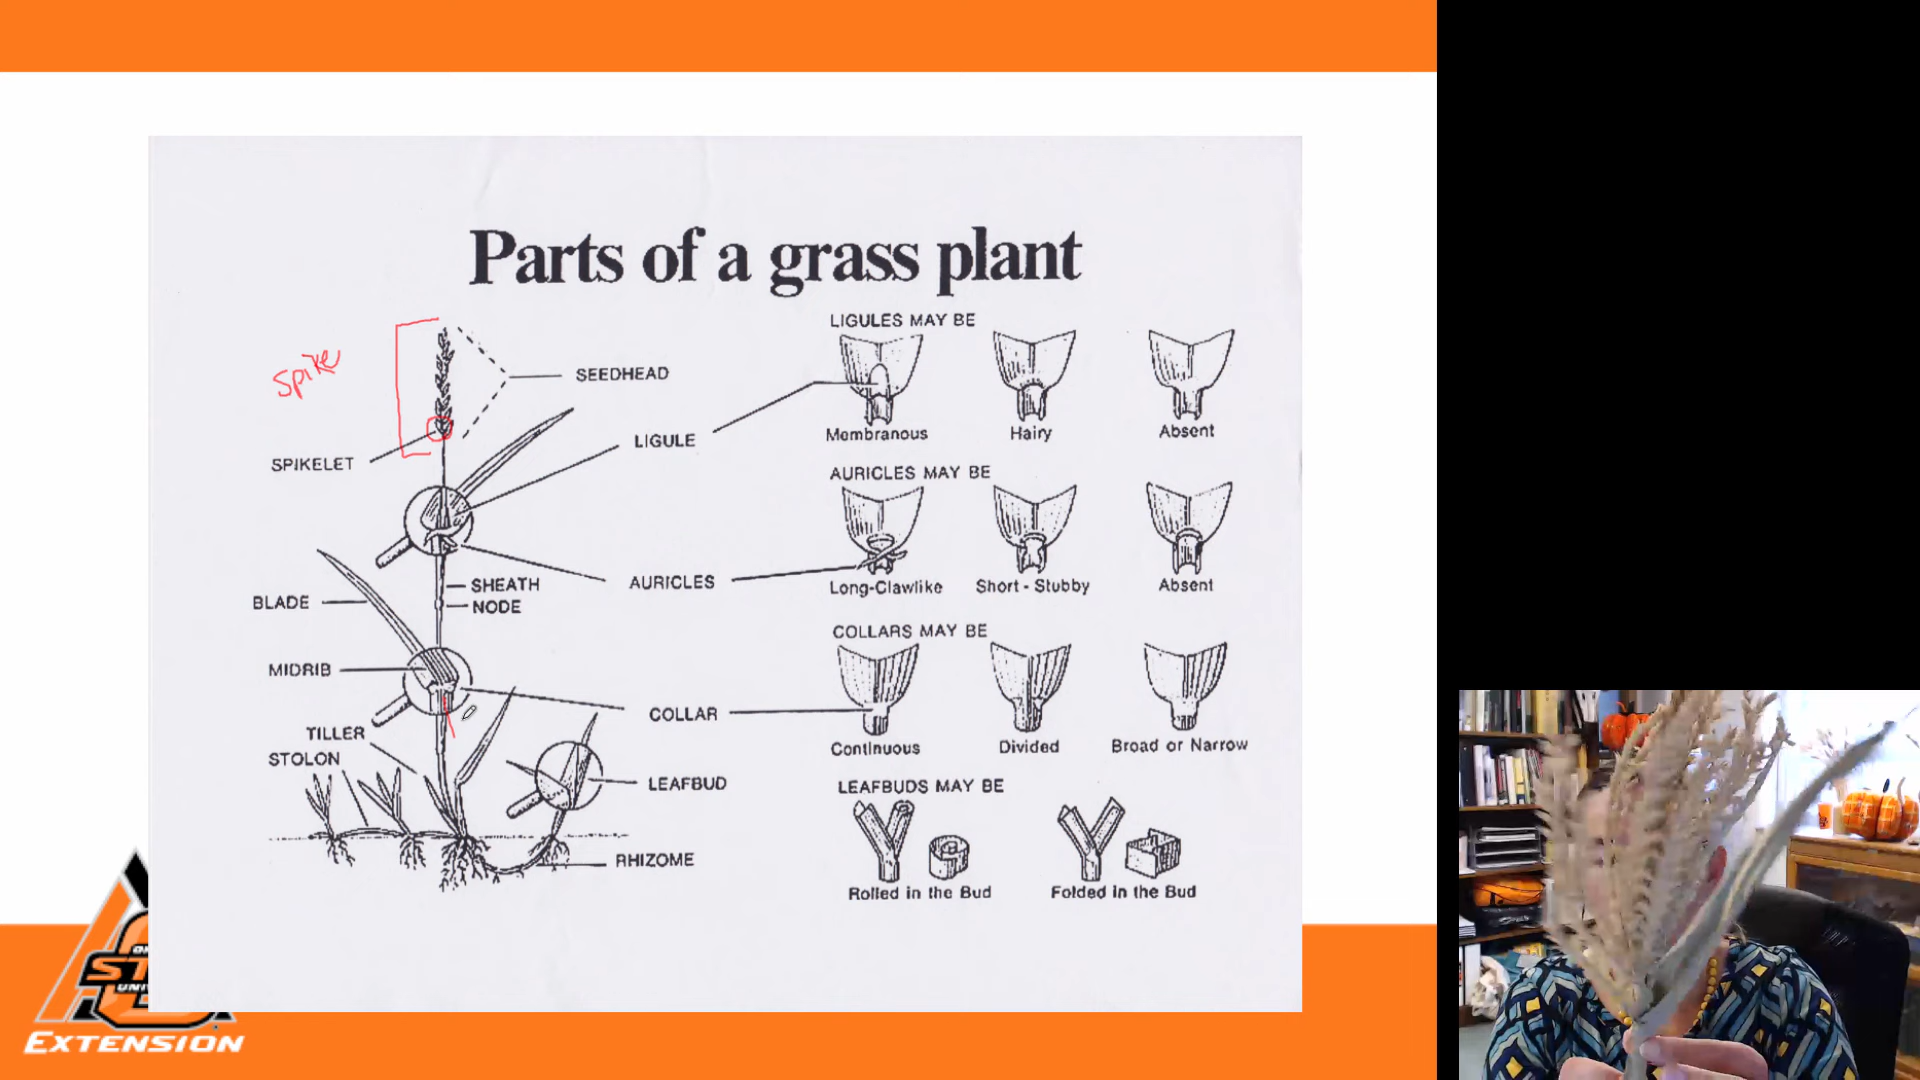 Parts of a grass plant
Spike
SEEDHEAD
SPIKELET
LIGULE
BLADE
SHEATH
NODE
AURICLES
MIDRIB
COLLAR
TILLER
STOLON
LEAFBUD
RHIZOME
LIGULES MAY BE
Membranous Hairy Absent
AURICLES MAY BE
Long-Clawlike Short - Stubby Absent
COLLARS MAY BE
Continuous Divided Broad or Narrow
LEAFBUDS MAY BE
Rolled in the Bud Folded in the Bud
EXTENSION